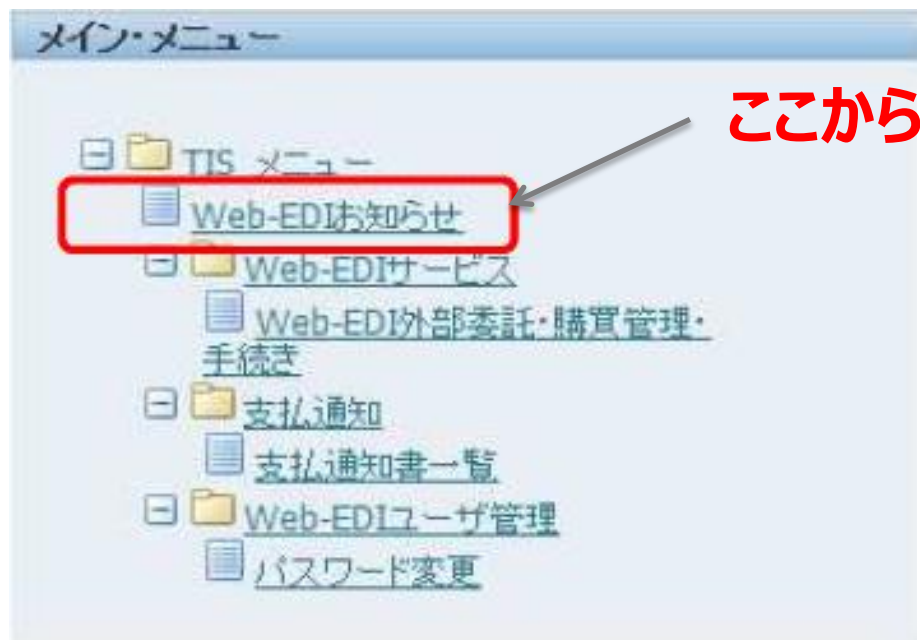 メイン・メニュー
ここから
TIS メニュー
Web-EDIお知らせ
Web-EDIサービス
Web-EDI外部委託・購買管理・
手続き
支払通知
支払通知書一覧
Web-EDIユーザ管理
パスワード変更